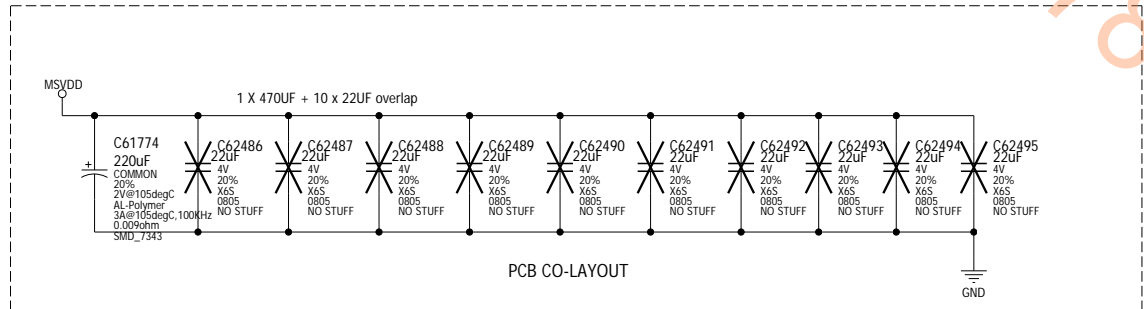 MSVDD
1 X 470UF + 10 x 22UF overlap
C61774
220uF
COMMON
20%
2V@105degC
AL-Polymer
3A@105degC,100KHz
0.009ohm
SMD_7343
C62486
22uF
4V
20%
X6S
0805
NO STUFF
C62487
22uF
4V
20%
X6S
0805
NO STUFF
C62488
22uF
4V
20%
X6S
0805
NO STUFF
C62489
22uF
4V
20%
X6S
0805
NO STUFF
C62490
22uF
4V
20%
X6S
0805
NO STUFF
C62491
22uF
4V
20%
X6S
0805
NO STUFF
C62492
22uF
4V
20%
X6S
0805
NO STUFF
C62493
22uF
4V
20%
X6S
0805
NO STUFF
C62494
22uF
4V
20%
X6S
0805
NO STUFF
C62495
22uF
4V
20%
X6S
0805
NO STUFF
PCB CO-LAYOUT
GND